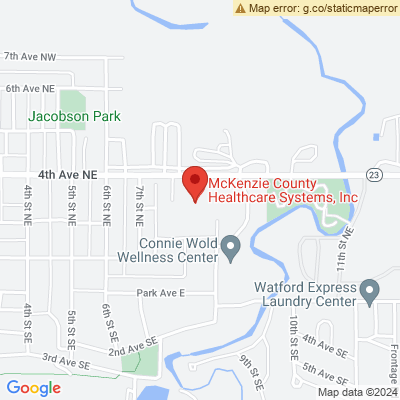 Map error: g.co/staticmaperror
7th Ave NW
6th Ave NE
Jacobson Park
4th Ave NE
23
McKenzie County
Healthcare Systems, Inc
4th St NE
5th St NE
6th St NE
7th St NE
11th St NE
Connie Wold
Wellness Center
Watford Express
Laundry Center
Park Ave E
4th St SE
5th St SE
6th St SE
2nd Ave SE
3rd Ave SE
9th St SE
10th St SE
4th Ave SE
5th Ave SE
Frontage
Google
Map data ©2024